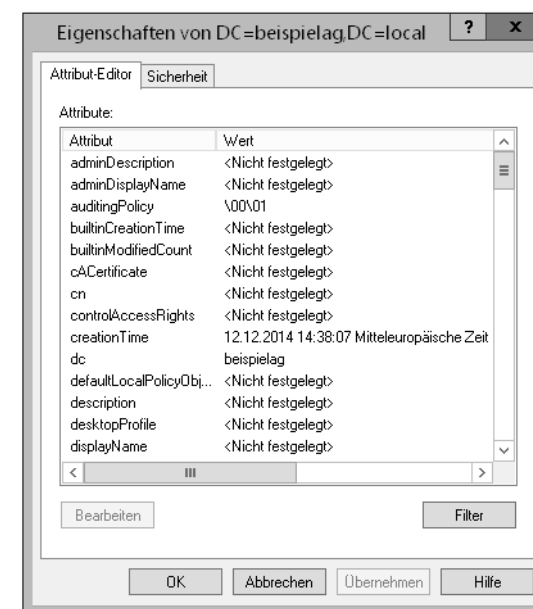 Eigenschaften von DC=beispielag,DC=local ? x
Attribut-Editor Sicherheit
Attribute:
Attribut Wert
adminDescription <Nicht festgelegt>
adminDisplayName <Nicht festgelegt>
auditingPolicy \00\01
builtinCreationTime <Nicht festgelegt>
builtinModifiedCount <Nicht festgelegt>
cACertificate <Nicht festgelegt>
cn <Nicht festgelegt>
controlAccessRights <Nicht festgelegt>
creationTime 12.12.2014 14:38:07 Mitteleuropäische Zeit
dc beispielag
defaultLocalPolicyObj... <Nicht festgelegt>
description <Nicht festgelegt>
desktopProfile <Nicht festgelegt>
displayName <Nicht festgelegt>
Bearbeiten Filter
OK Abbrechen Übernehmen Hilfe